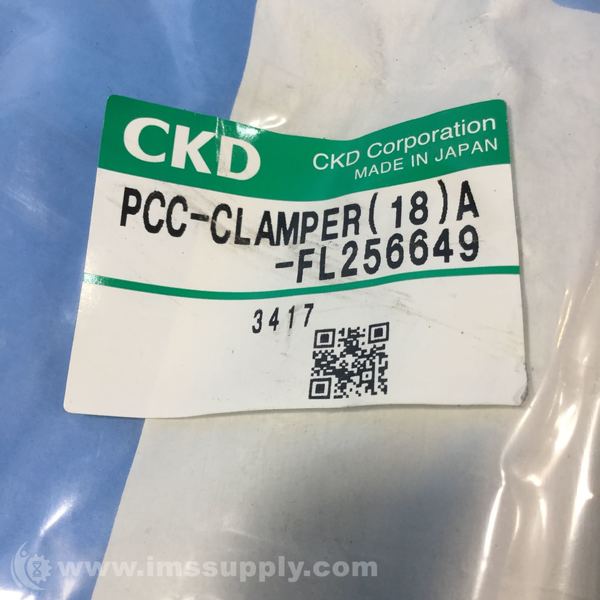 CKD
CKD Corporation
MADE IN JAPAN
PCC-CLAMPER(18)A
-FL256649
3417
www.imssupply.com